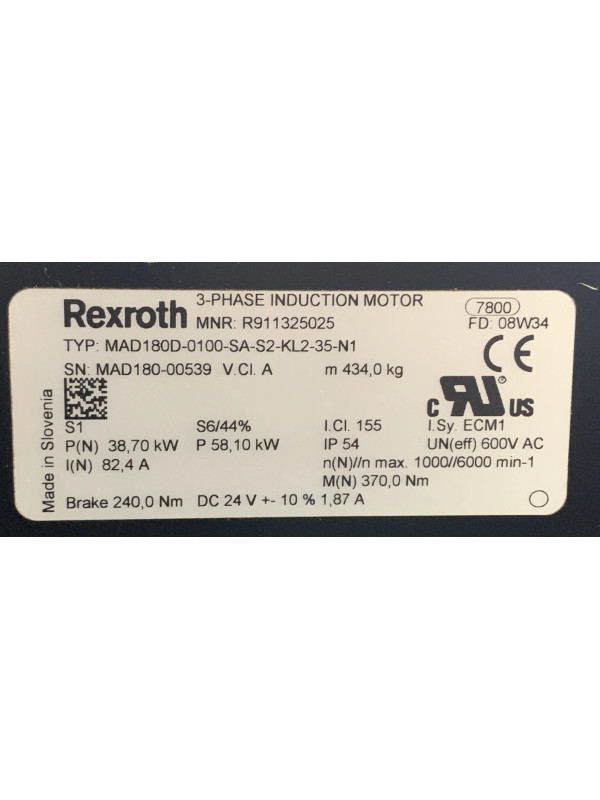 Rexroth
3-PHASE INDUCTION MOTOR
7800
MNR: R911325025
FD: 08W34
TYP: MAD180D-0100-SA-S2-KL2-35-N1
SN: MAD180-00539 V.Cl. A m 434,0 kg
CE
c RU US
Made in Slovenia
S1 S6/44% I.Cl. 155 I.Sy. ECM1
P(N) 38,70 kW P 58,10 kW IP 54 UN(eff) 600V AC
I(N) 82,4 A n(N)//n max. 1000//6000 min-1
M(N) 370,0 Nm
Brake 240,0 Nm DC 24 V +- 10 % 1,87 A